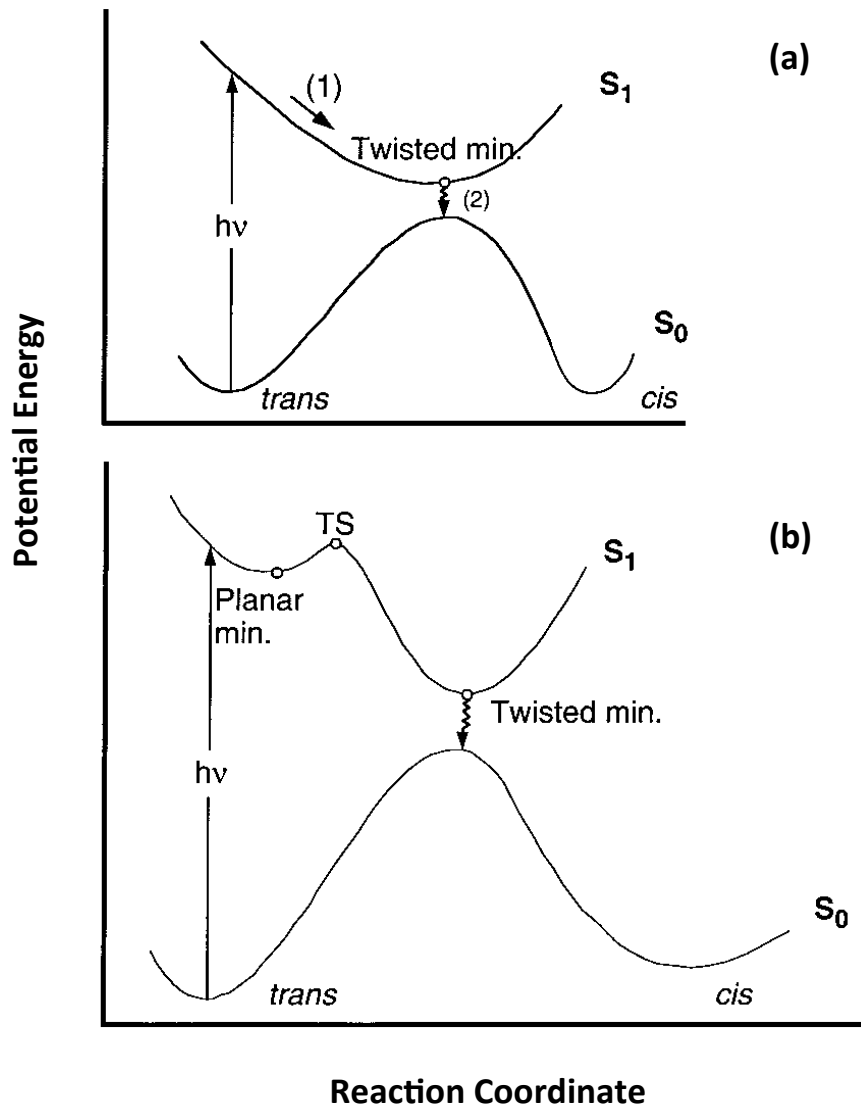 (a)
S₁
(1)
Twisted min.
(2)
hν
S₀
trans
cis
Potential Energy
(b)
TS
S₁
Planar
min.
Twisted min.
hν
S₀
trans
cis
Reaction Coordinate